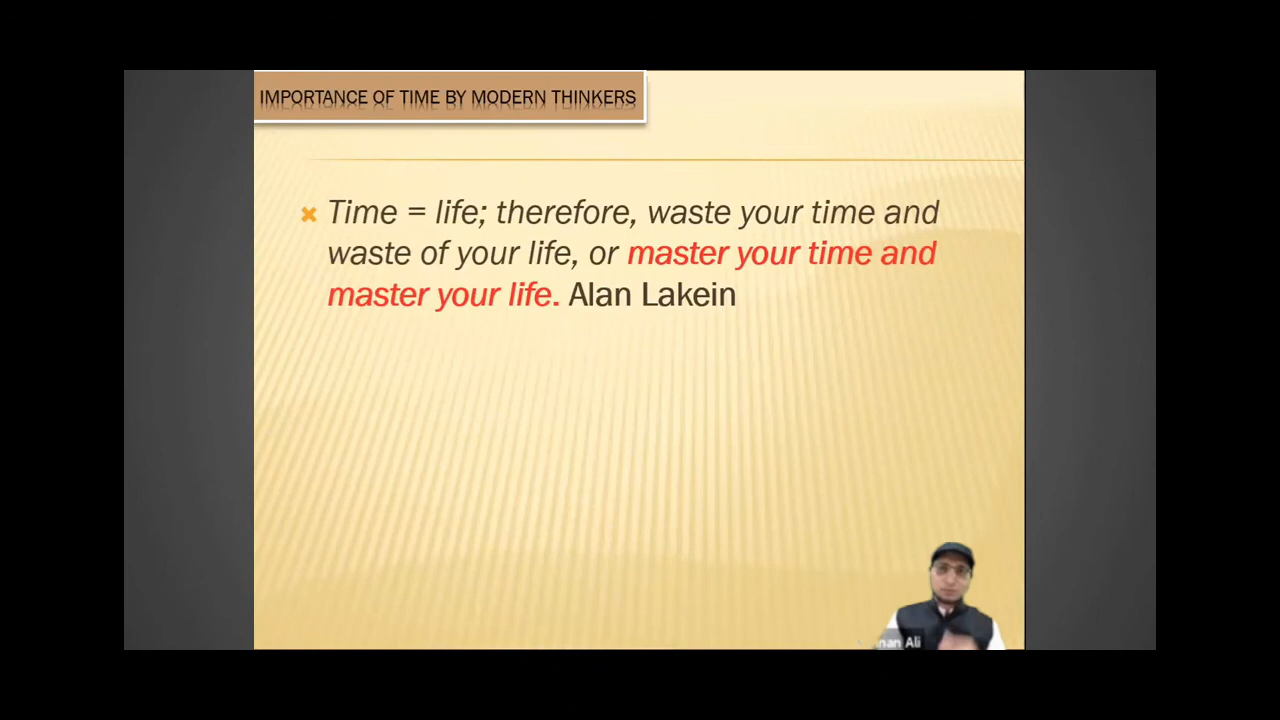 IMPORTANCE OF TIME BY MODERN THINKERS
Time = life; therefore, waste your time and
waste of your life, or master your time and
master your life. Alan Lakein
Ali